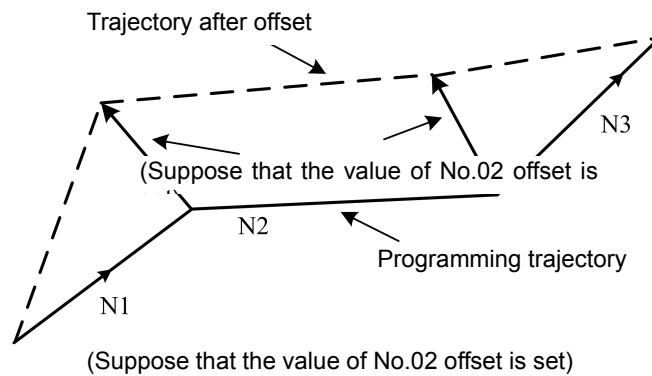 Trajectory after offset
N3
(Suppose that the value of No.02 offset is
N2
Programming trajectory
N1
(Suppose that the value of No.02 offset is set)